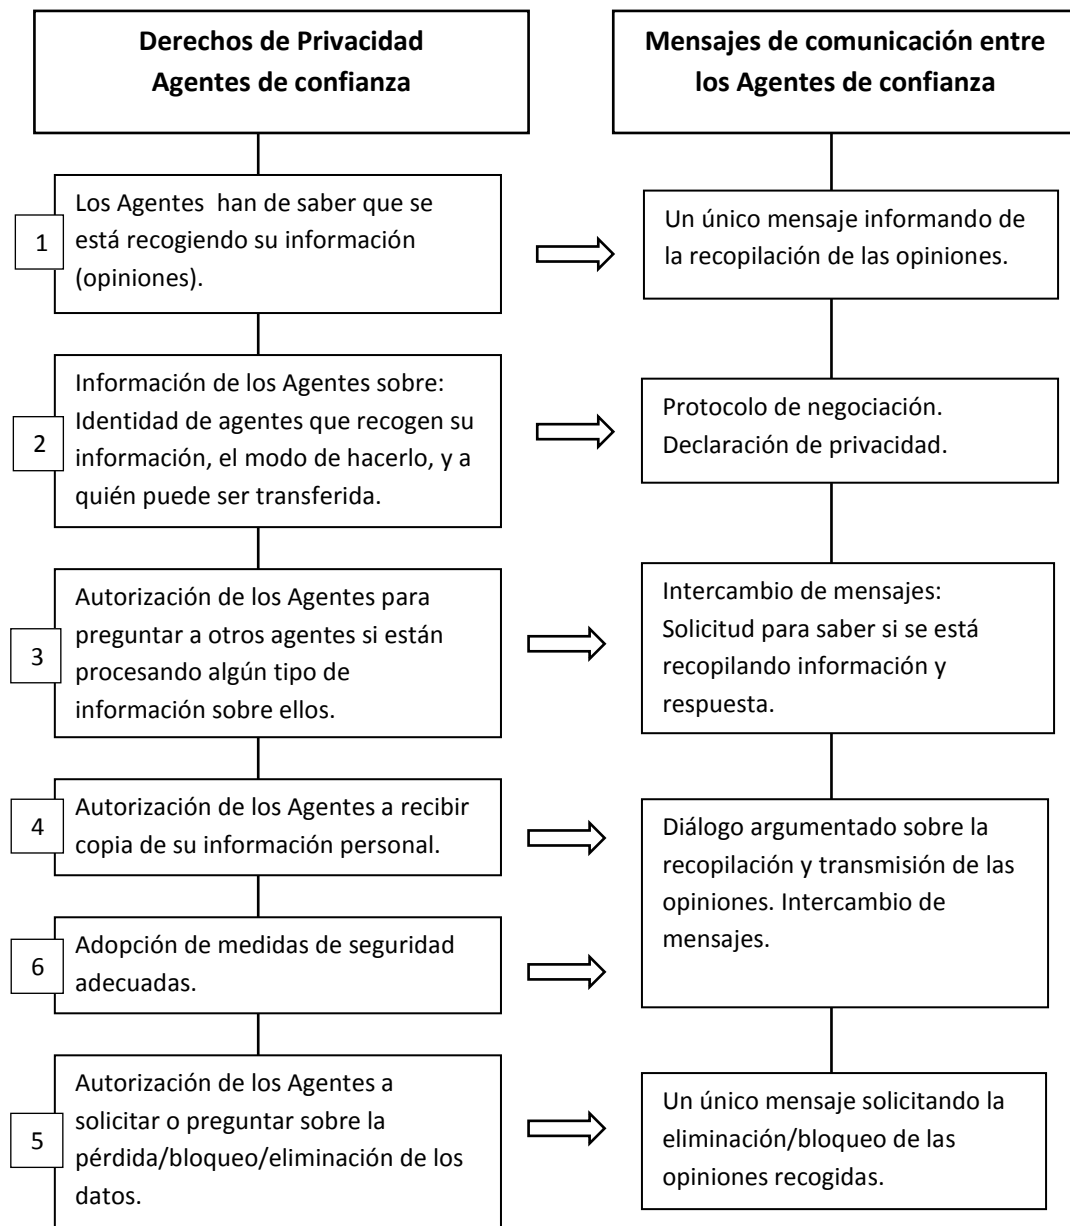 Derechos de Privacidad
Agentes de confianza
Mensajes de comunicación entre
los Agentes de confianza
1
Los Agentes han de saber que se
está recogiendo su información
(opiniones).
Un único mensaje informando de
la recopilación de las opiniones.
2
Información de los Agentes sobre:
Identidad de agentes que recogen su
información, el modo de hacerlo, y a
quién puede ser transferida.
Protocolo de negociación.
Declaración de privacidad.
3
Autorización de los Agentes para
preguntar a otros agentes si están
procesando algún tipo de
información sobre ellos.
Intercambio de mensajes:
Solicitud para saber si se está
recopilando información y
respuesta.
4
Autorización de los Agentes a recibir
copia de su información personal.
Diálogo argumentado sobre la
recopilación y transmisión de las
opiniones. Intercambio de
mensajes.
6
Adopción de medidas de seguridad
adecuadas.
5
Autorización de los Agentes a
solicitar o preguntar sobre la
pérdida/bloqueo/eliminación de los
datos.
Un único mensaje solicitando la
eliminación/bloqueo de las
opiniones recogidas.